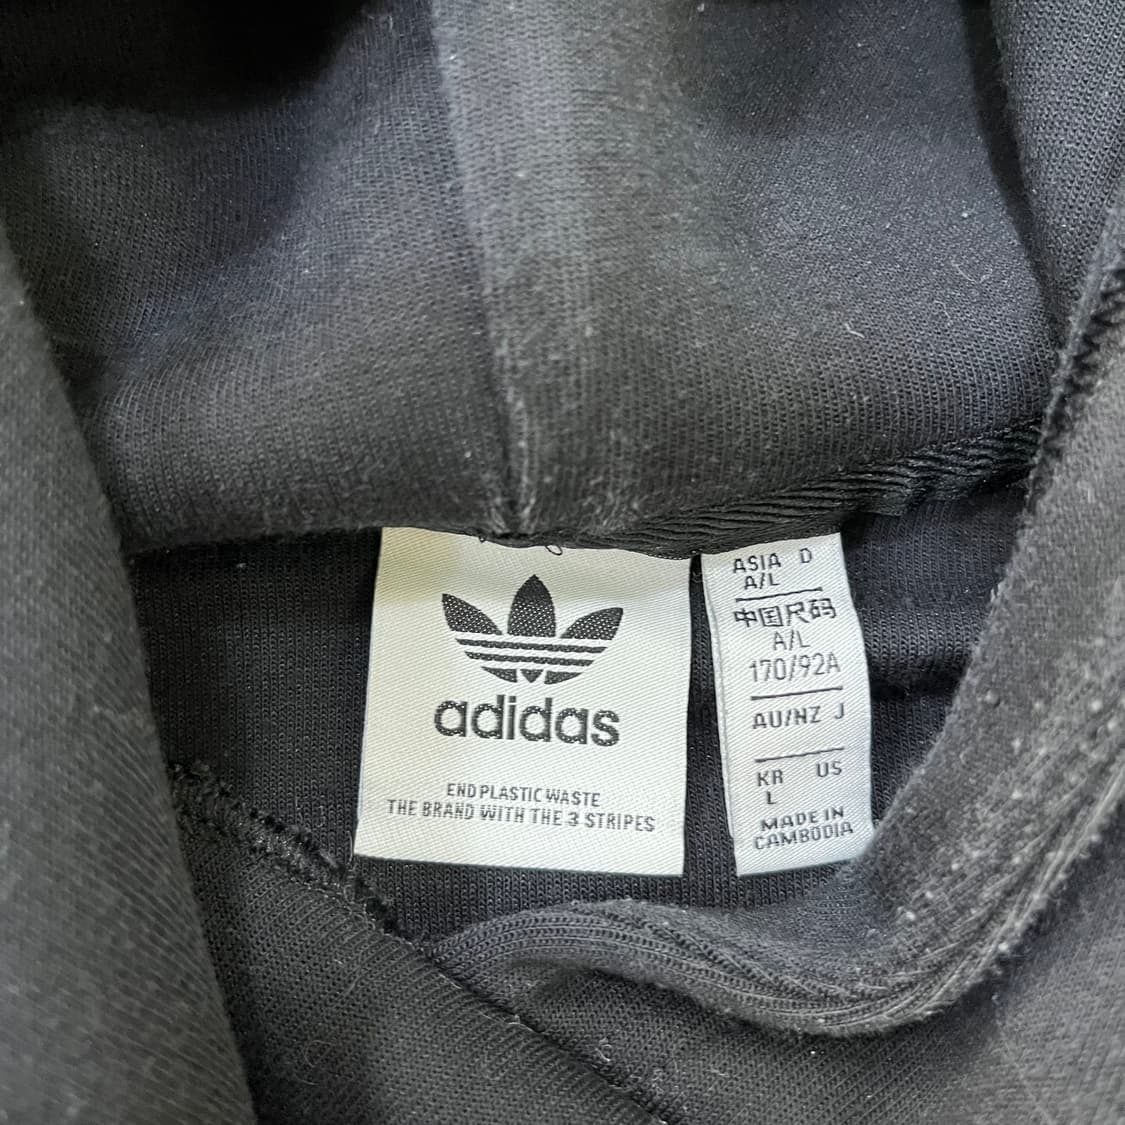 adidas
END PLASTIC WASTE
THE BRAND WITH THE 3 STRIPES
ASIA D
A/L
中国尺码
A/L
170/92A
AU/NZ J
KR US
L
MADE IN
CAMBODIA